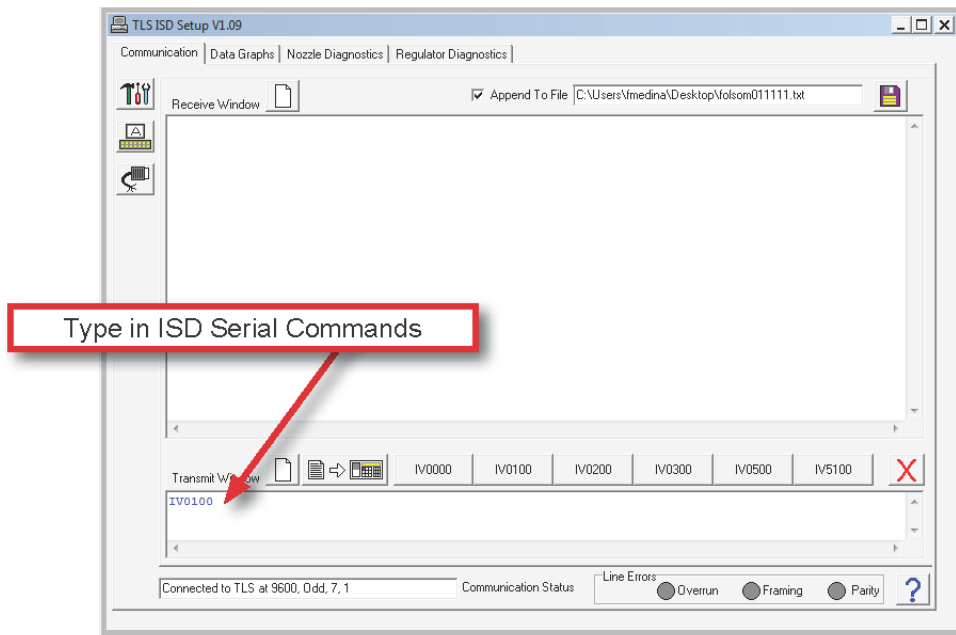 TLS ISD Setup V1.09
Communication Data Graphs Nozzle Diagnostics Regulator Diagnostics
Receive Window Append To File C:\Users\fmedina\Desktop\folsom011111.txt
A
Type in ISD Serial Commands
Transmit Window IV0000 IV0100 IV0200 IV0300 IV0500 IV5100
IV0100
Connected to TLS at 9600, Odd, 7, 1 Communication Status Line Errors Overrun Framing Parity ?